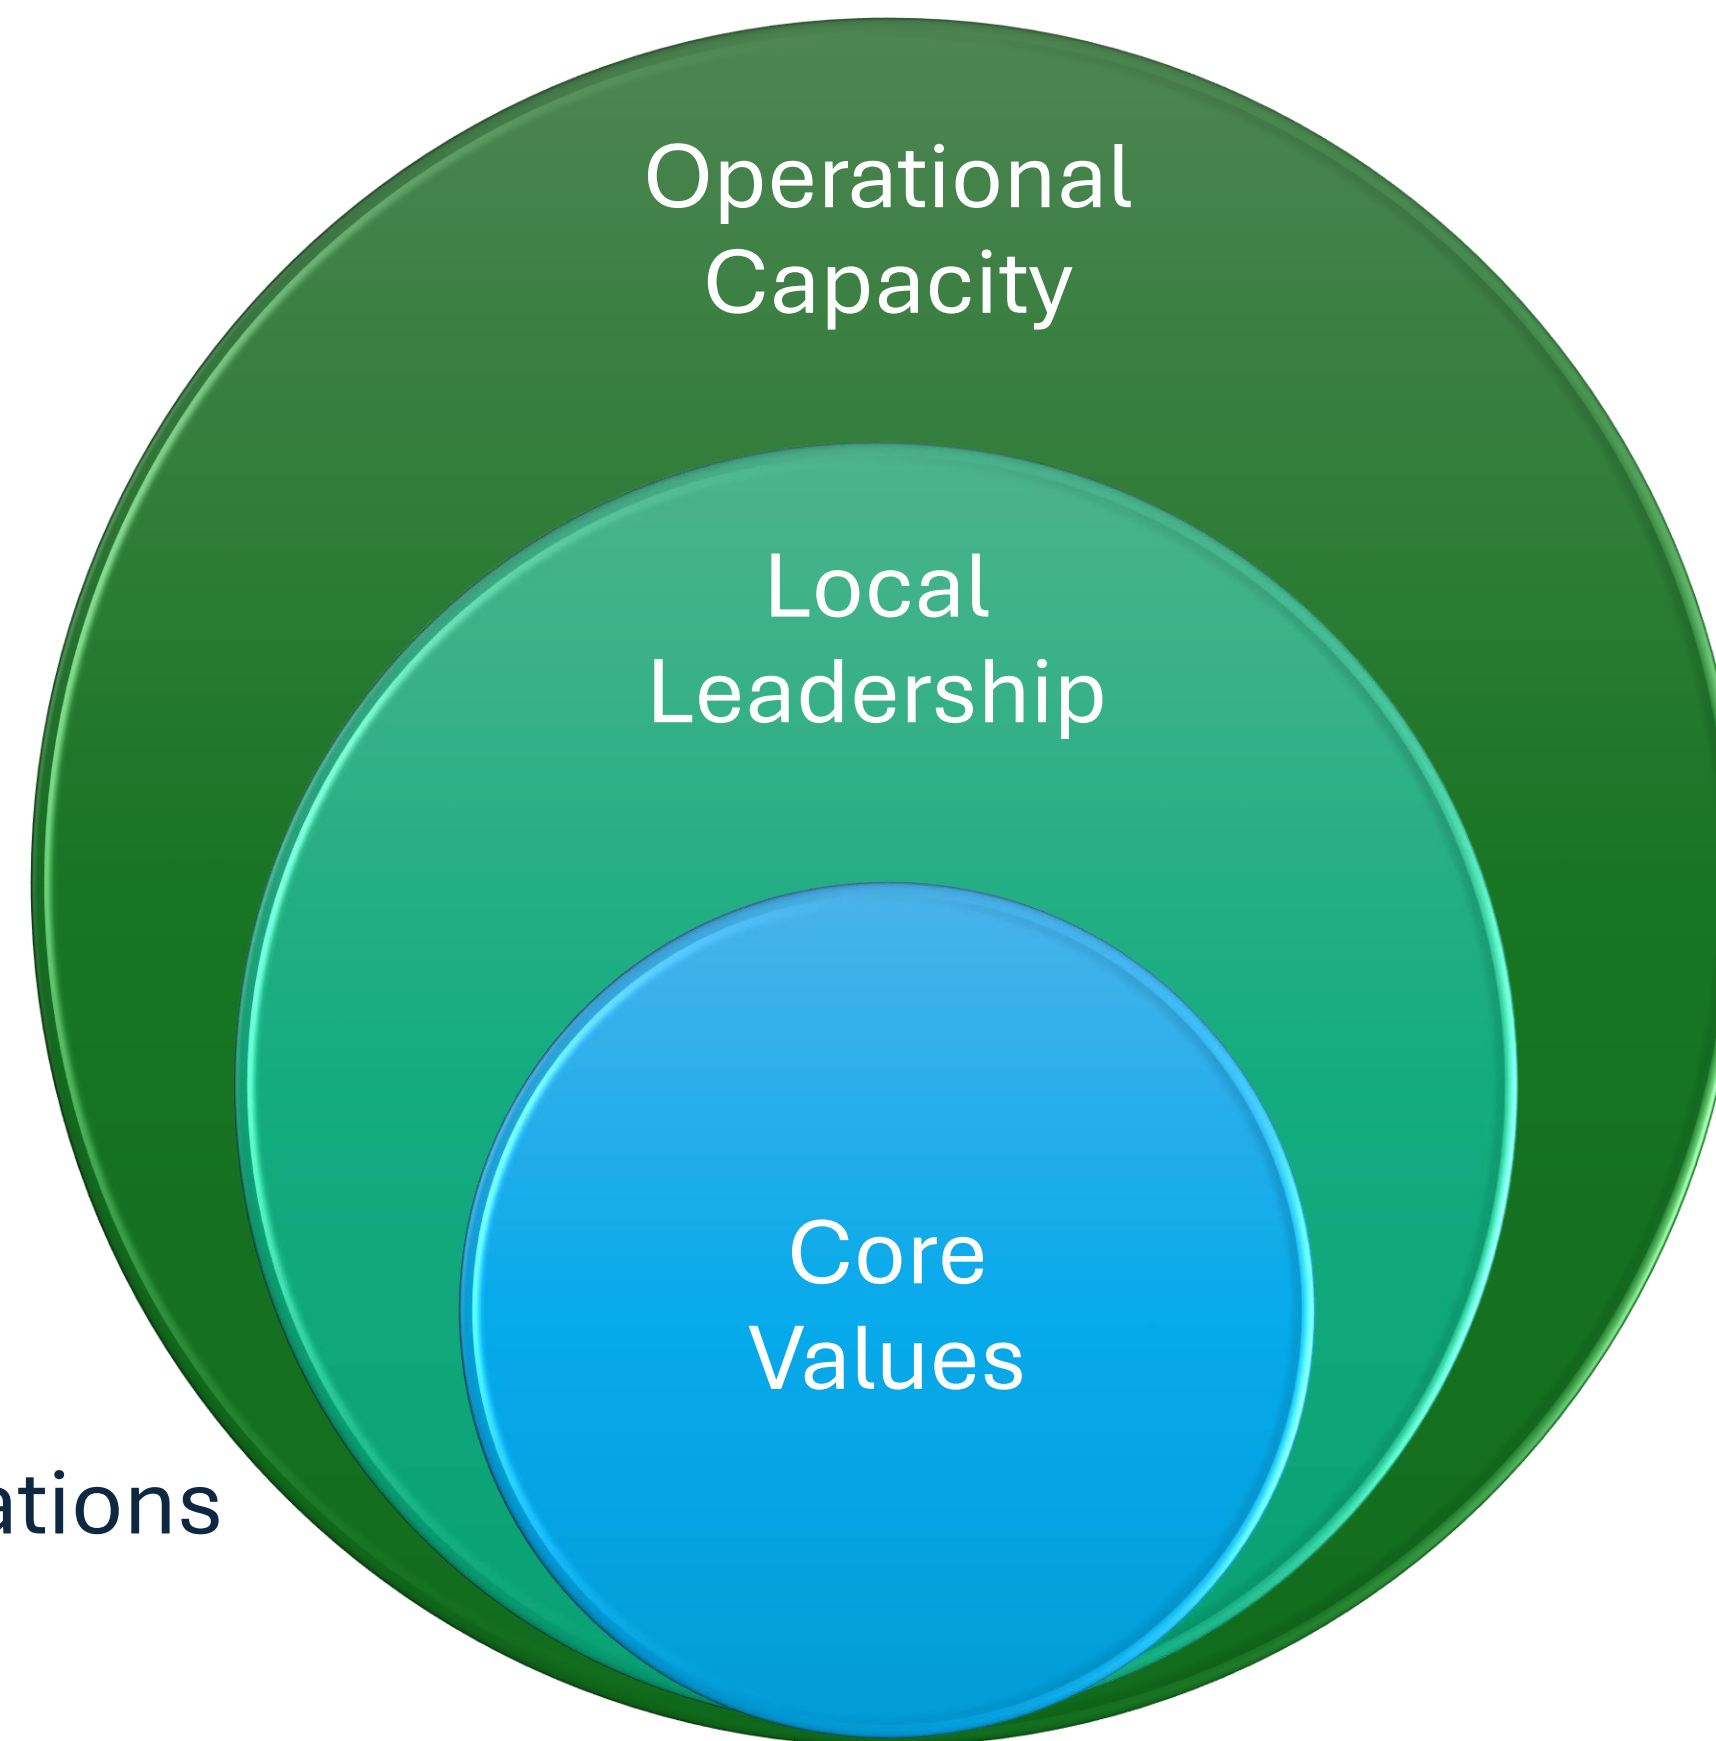 Operational
Capacity
Local
Leadership
Core
Values
ations